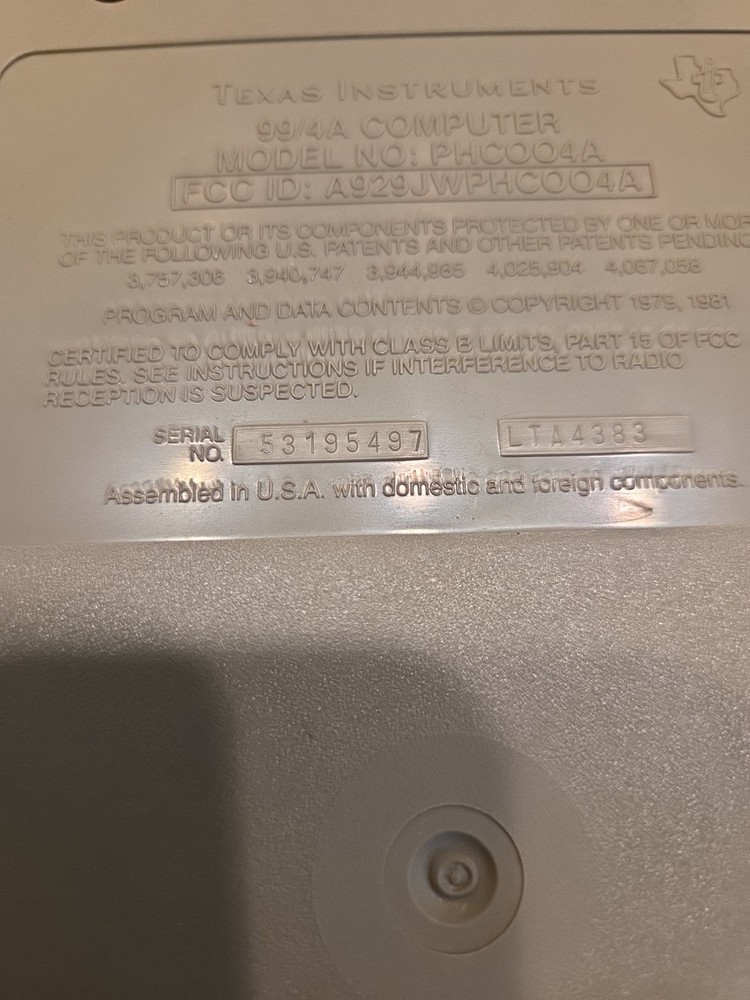 TEXAS INSTRUMENTS
99/4A COMPUTER
MODEL NO: PHC004A
FCC ID: A929JWPHC004A
THIS PRODUCT OR ITS COMPONENTS PROTECTED BY ONE OR MOR
OF THE FOLLOWING U.S. PATENTS AND OTHER PATENTS PENDING
3,757,306 3,940,747 3,944,985 4,025,904 4,067,058
PROGRAM AND DATA CONTENTS © COPYRIGHT 1979, 1981
CERTIFIED TO COMPLY WITH CLASS B LIMITS, PART 15 OF FCC
RULES. SEE INSTRUCTIONS IF INTERFERENCE TO RADIO
RECEPTION IS SUSPECTED.
SERIAL NO. 53195497 LTA4383
Assembled in U.S.A. with domestic and foreign components.